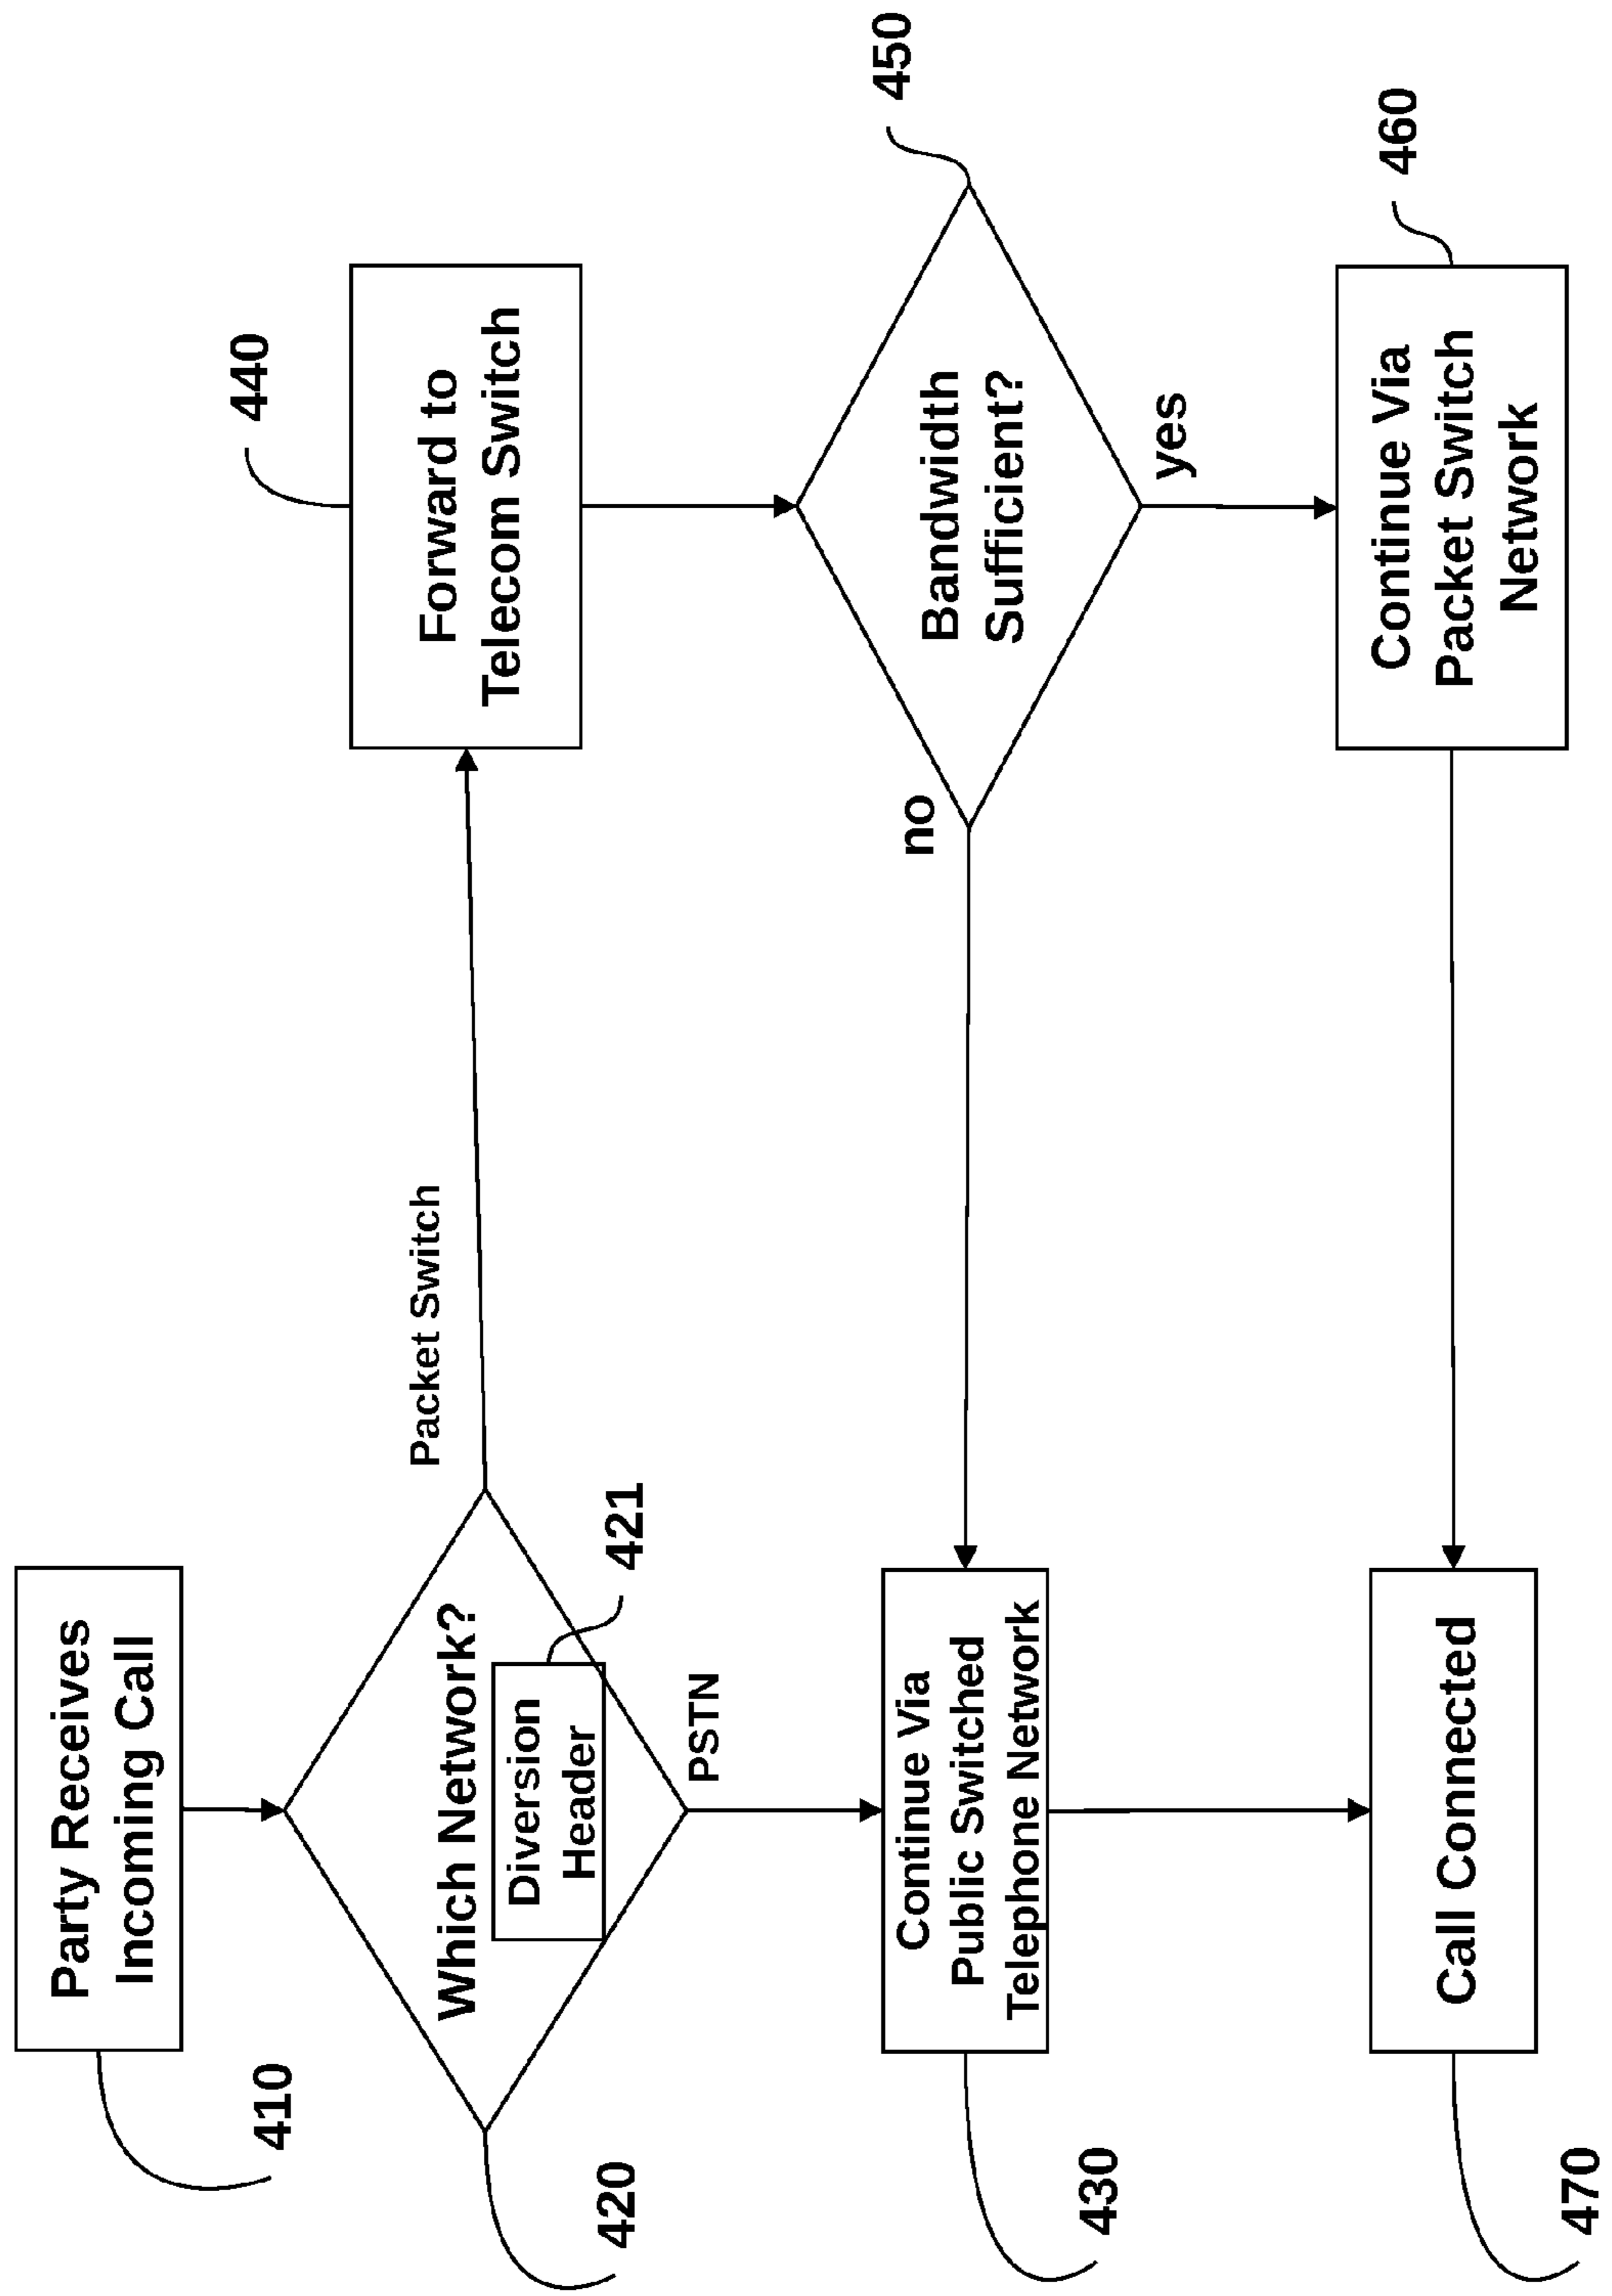 410
Party Receives
Incoming Call
420
Which Network?
Diversion
Header
421
Packet Switch
PSTN
440
Forward to
Telecom Switch
450
Bandwidth
Sufficient?
no
yes
430
Continue Via
Public Switched
Telephone Network
460
Continue Via
Packet Switch
Network
470
Call Connected